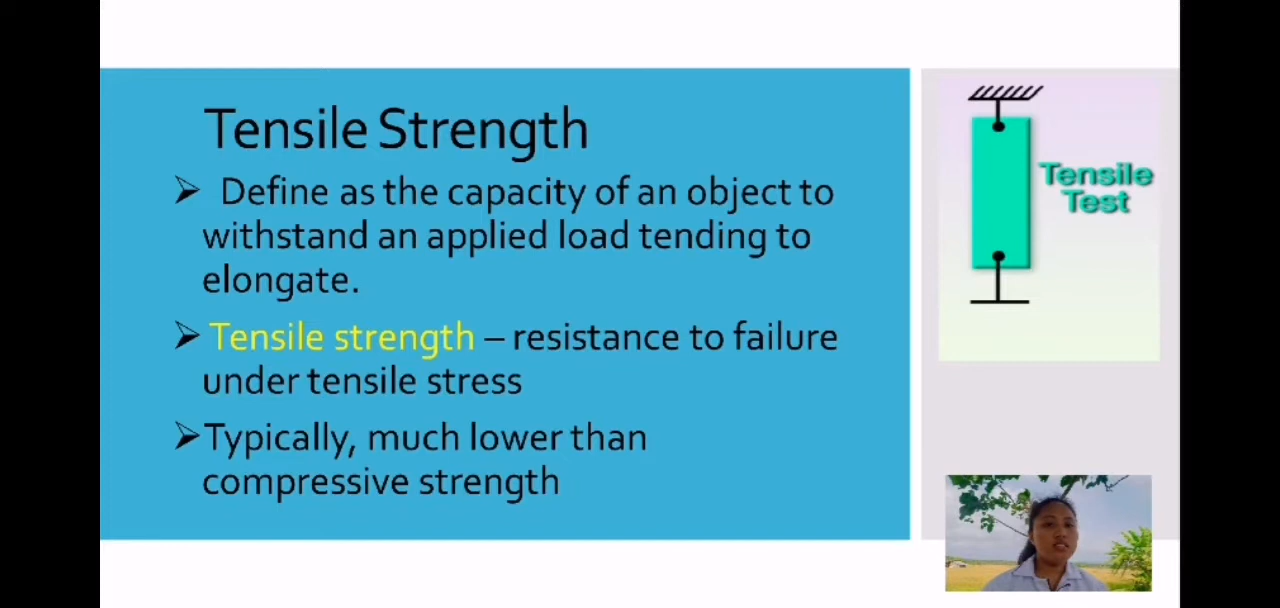 Tensile Strength
➢ Define as the capacity of an object to
withstand an applied load tending to
elongate.
➢ Tensile strength – resistance to failure
under tensile stress
➢Typically, much lower than
compressive strength
Tensile
Test